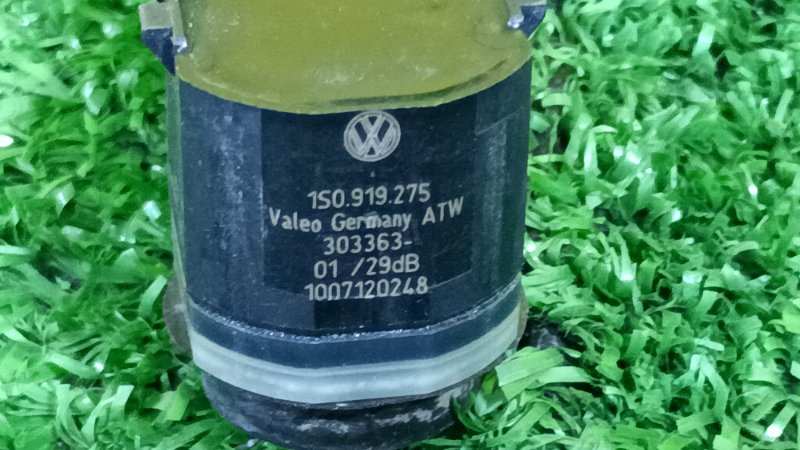 1S0.919.275
Valeo Germany ATW
303363-
01 /29dB
1007120248